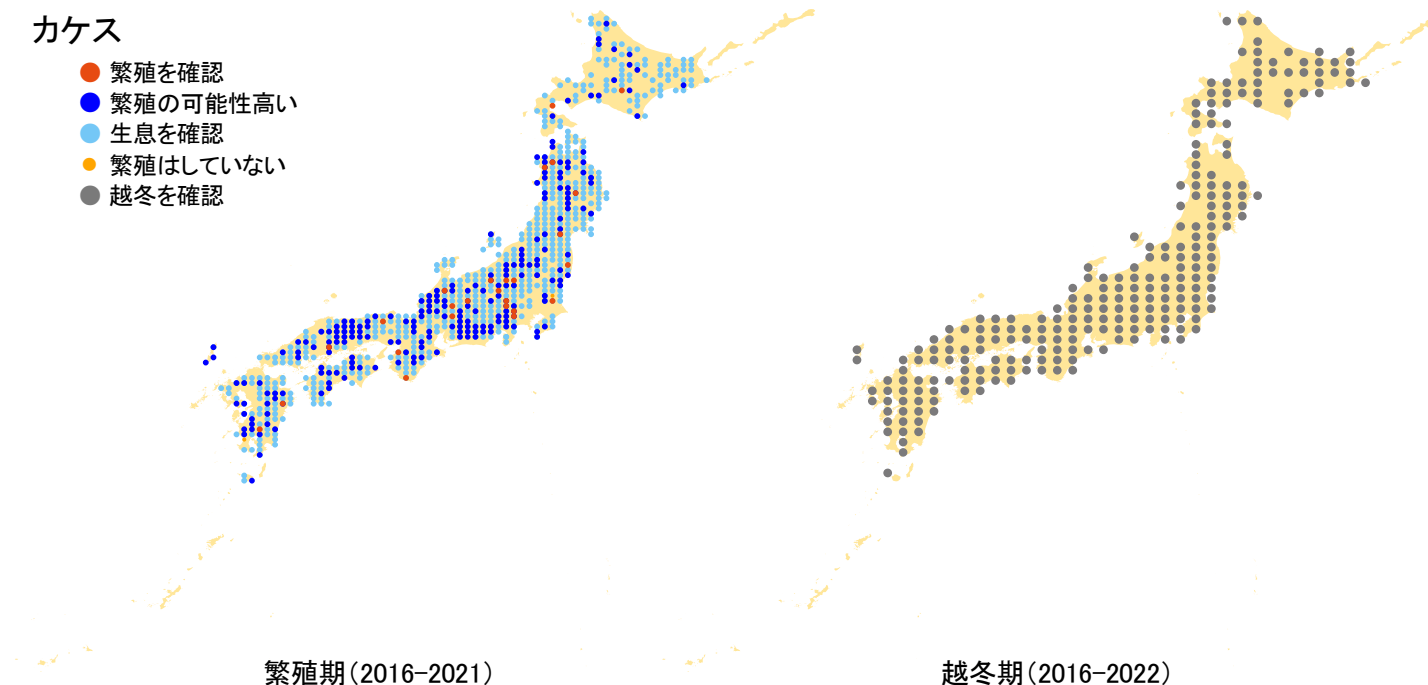 カケス
繁殖を確認
繁殖の可能性高い
生息を確認
繁殖はしていない
越冬を確認
繁殖期（2016-2021）
越冬期（2016-2022）